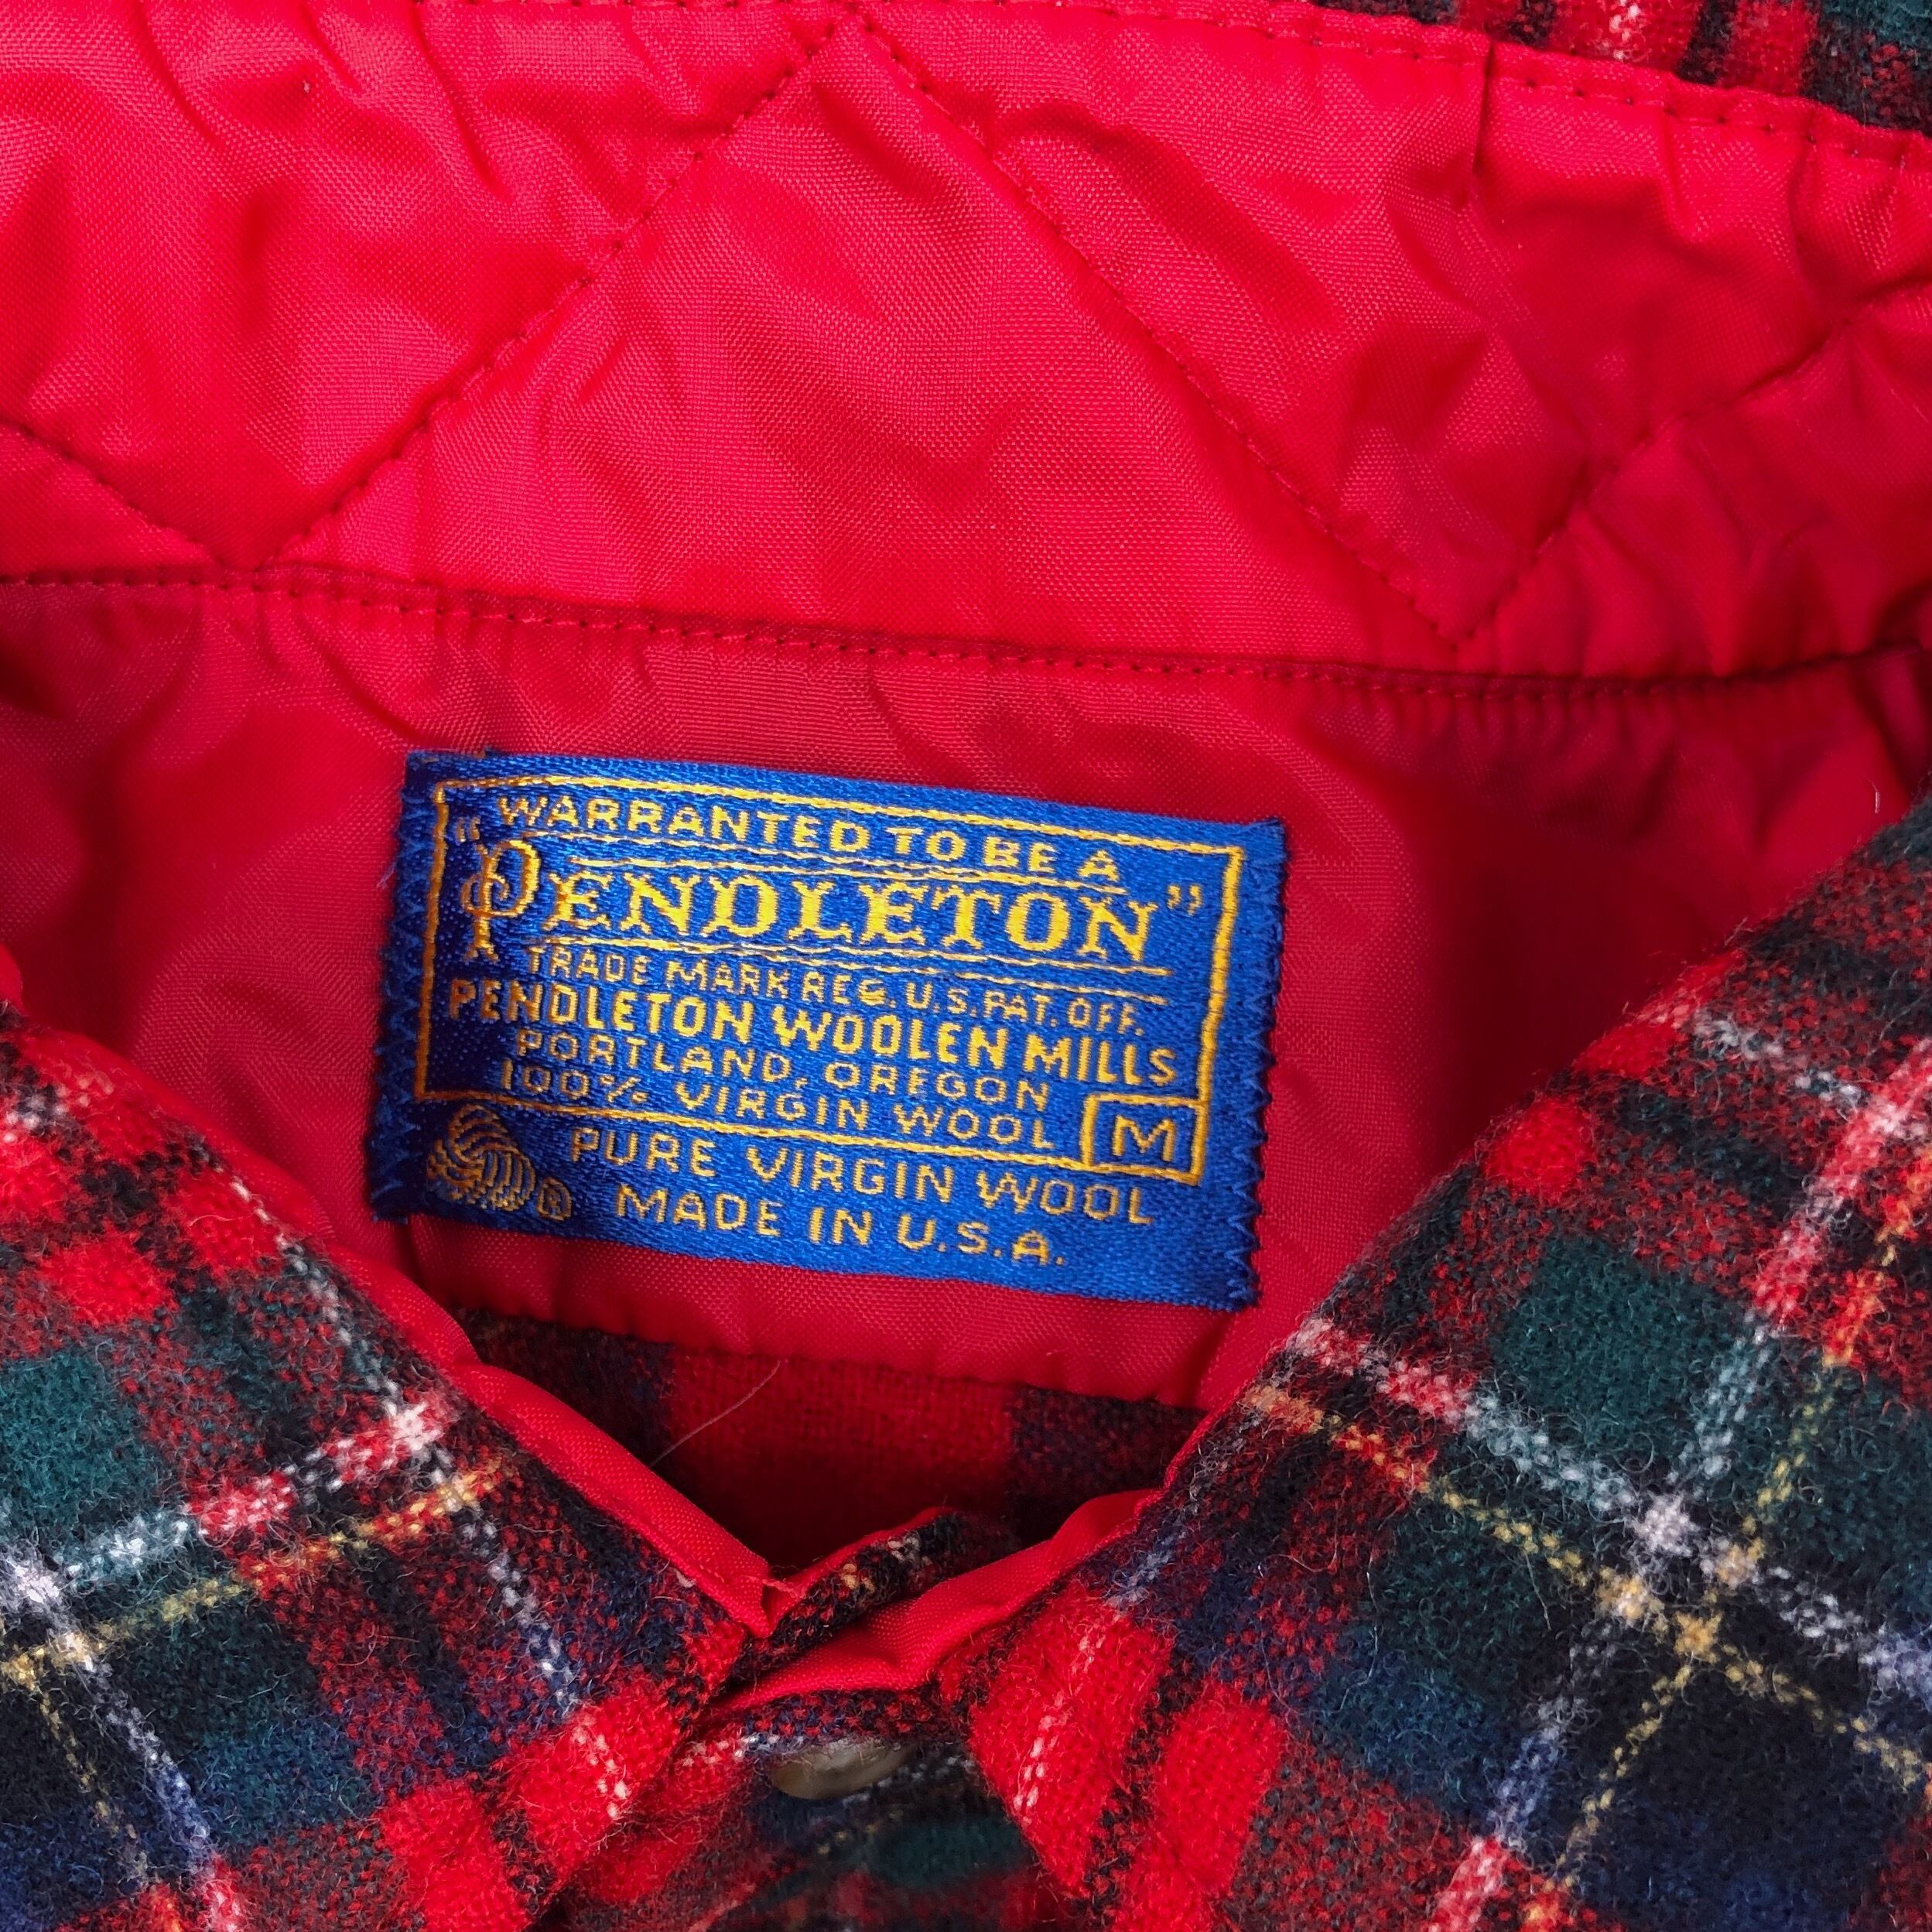 WARRANTED TO BE A
"PENDLETON"
TRADE MARK REG. U.S. PAT. OFF.
PENDLETON WOOLEN MILLS
PORTLAND, OREGON
100% VIRGIN WOOL M
PURE VIRGIN WOOL
® MADE IN U.S.A.